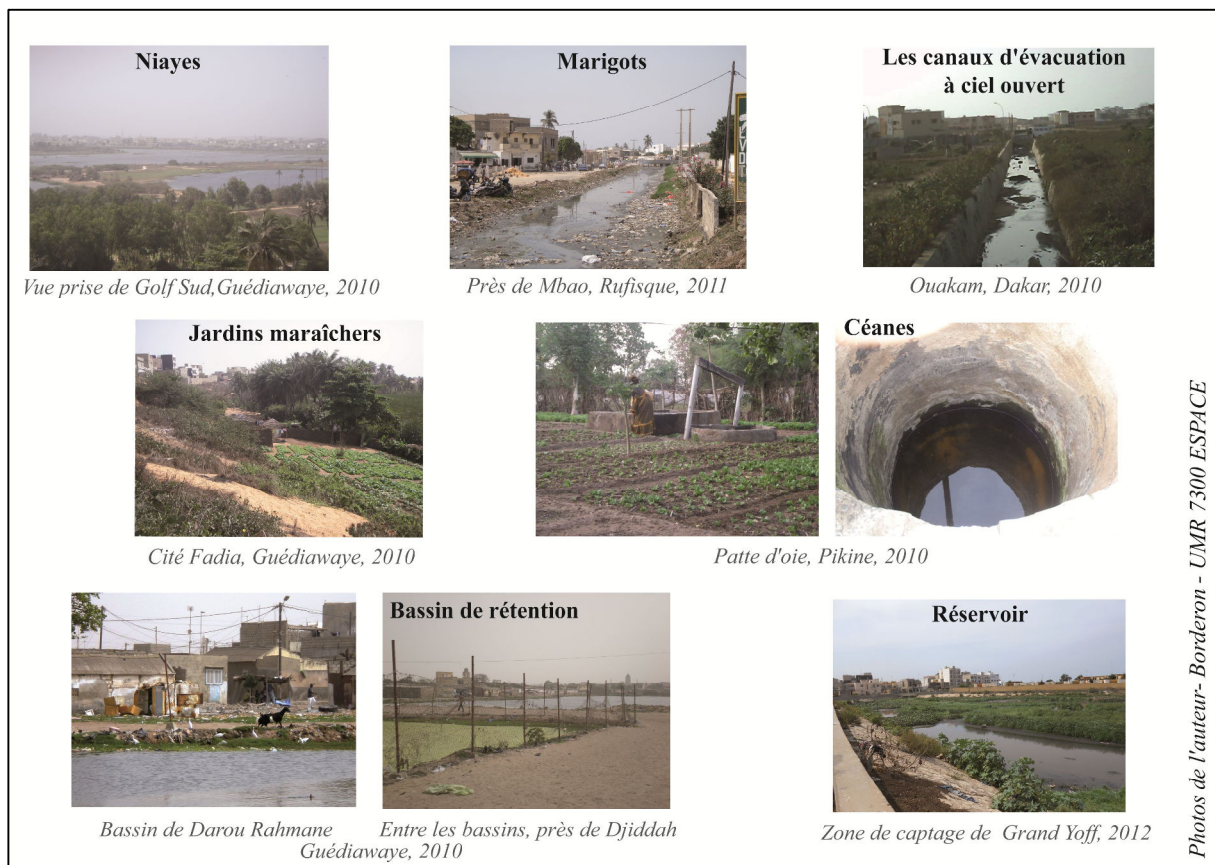 Niayes
Vue prise de Golf Sud,Guédiawaye, 2010
Marigots
Près de Mbao, Rufisque, 2011
Les canaux d'évacuation
à ciel ouvert
Ouakam, Dakar, 2010
Jardins maraîchers
Cité Fadia, Guédiawaye, 2010
Céanes
Patte d'oie, Pikine, 2010
Bassin de rétention
Bassin de Darou Rahmane
Entre les bassins, près de Djiddah
Guédiawaye, 2010
Réservoir
Zone de captage de Grand Yoff, 2012
Photos de l'auteur- Borderon - UMR 7300 ESPACE